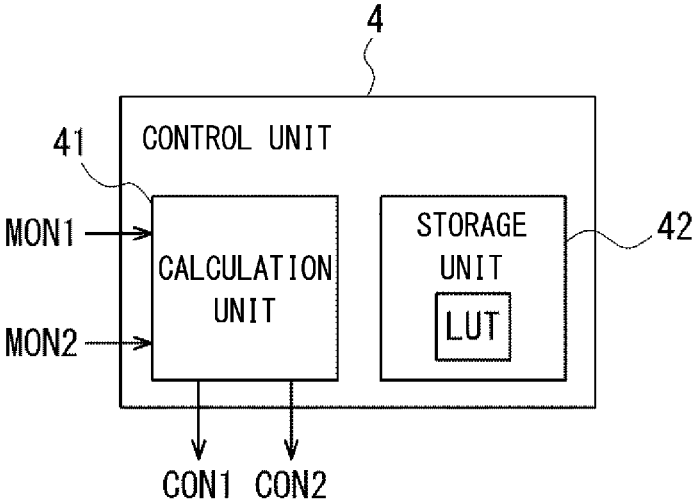 4
CONTROL UNIT
41
MON1
CALCULATION
UNIT
MON2
STORAGE
UNIT
LUT
42
CON1
CON2